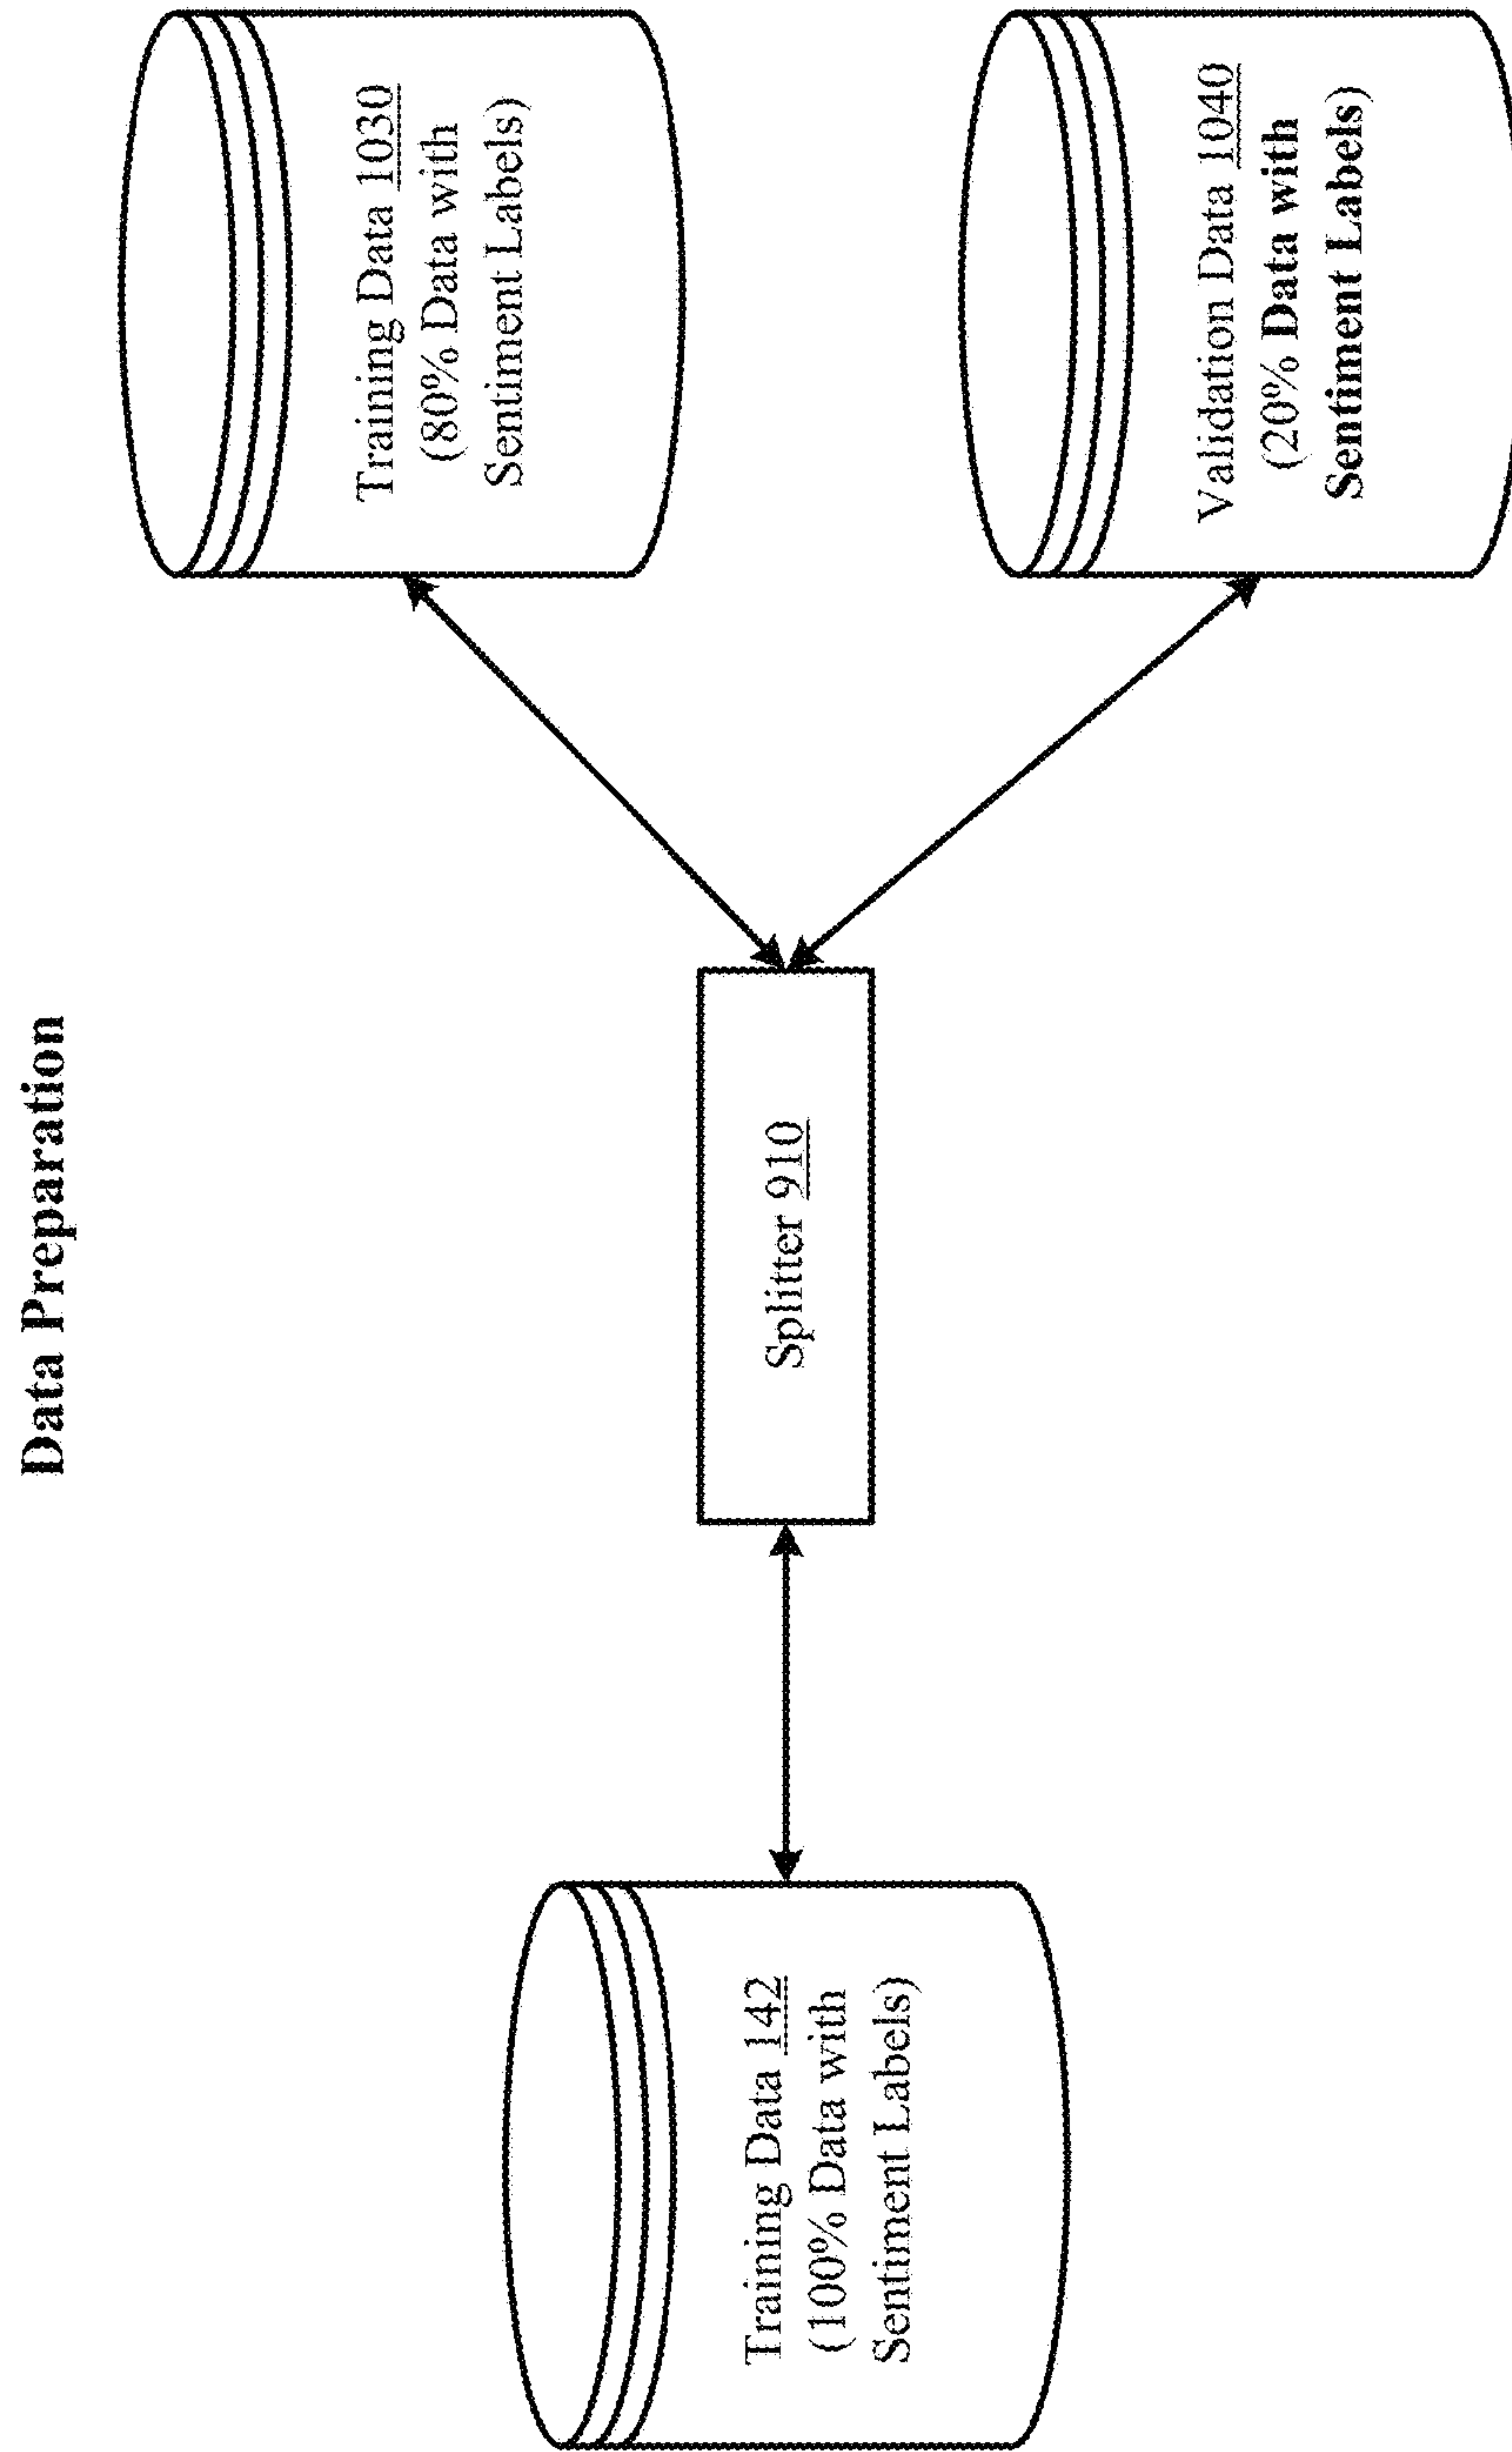 Data Preparation
Training Data 142
(100% Data with
Sentiment Labels)
Splitter 910
Training Data 1030
(80% Data with
Sentiment Labels)
Validation Data 1040
(20% Data with
Sentiment Labels)